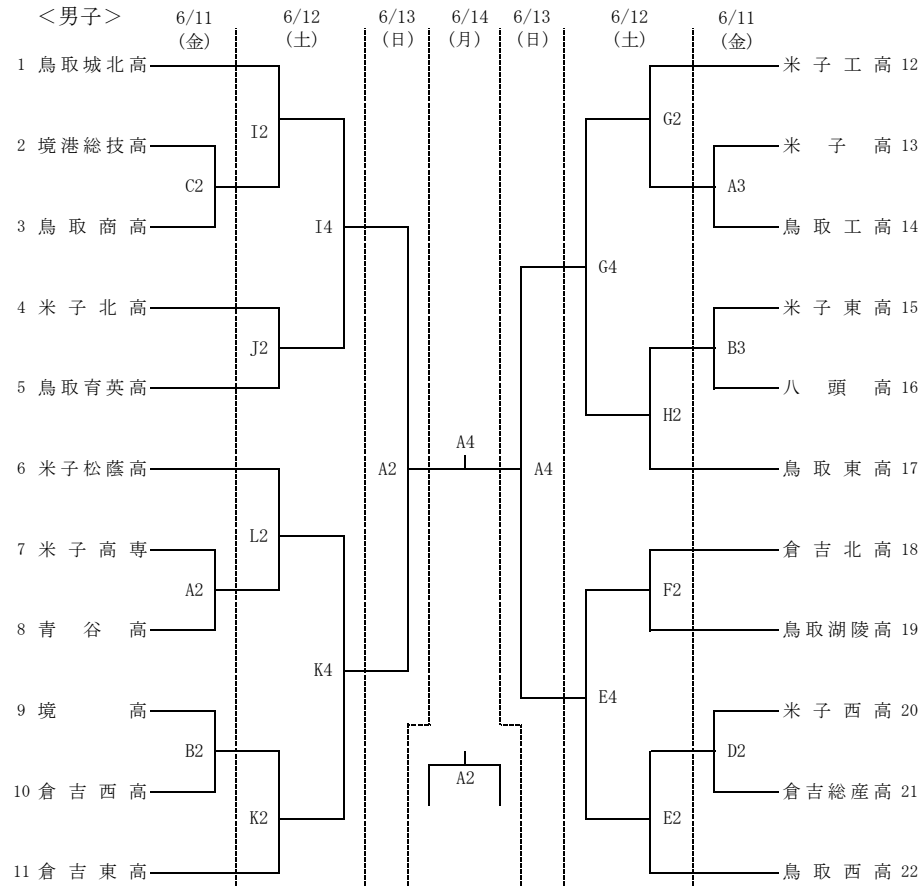 ＜男子＞ 6/11 6/12 6/13 6/14 6/13 6/12 6/11
(金) (土) (日) (月) (日) (土) (金)
1 鳥取城北高
2 境港総技高
3 鳥取商高
4 米子北高
5 鳥取育英高
6 米子松蔭高
7 米子高専
8 青谷高
9 境高
10 倉吉西高
11 倉吉東高
I2
C2
I4
J2
L2
A2
K4
B2
K2
A2
A4
A2
A4
G2
A3
G4
B3
H2
F2
E4
D2
E2
米子工高 12
米子高 13
鳥取工高 14
米子東高 15
八頭高 16
鳥取東高 17
倉吉北高 18
鳥取湖陵高 19
米子西高 20
倉吉総産高 21
鳥取西高 22